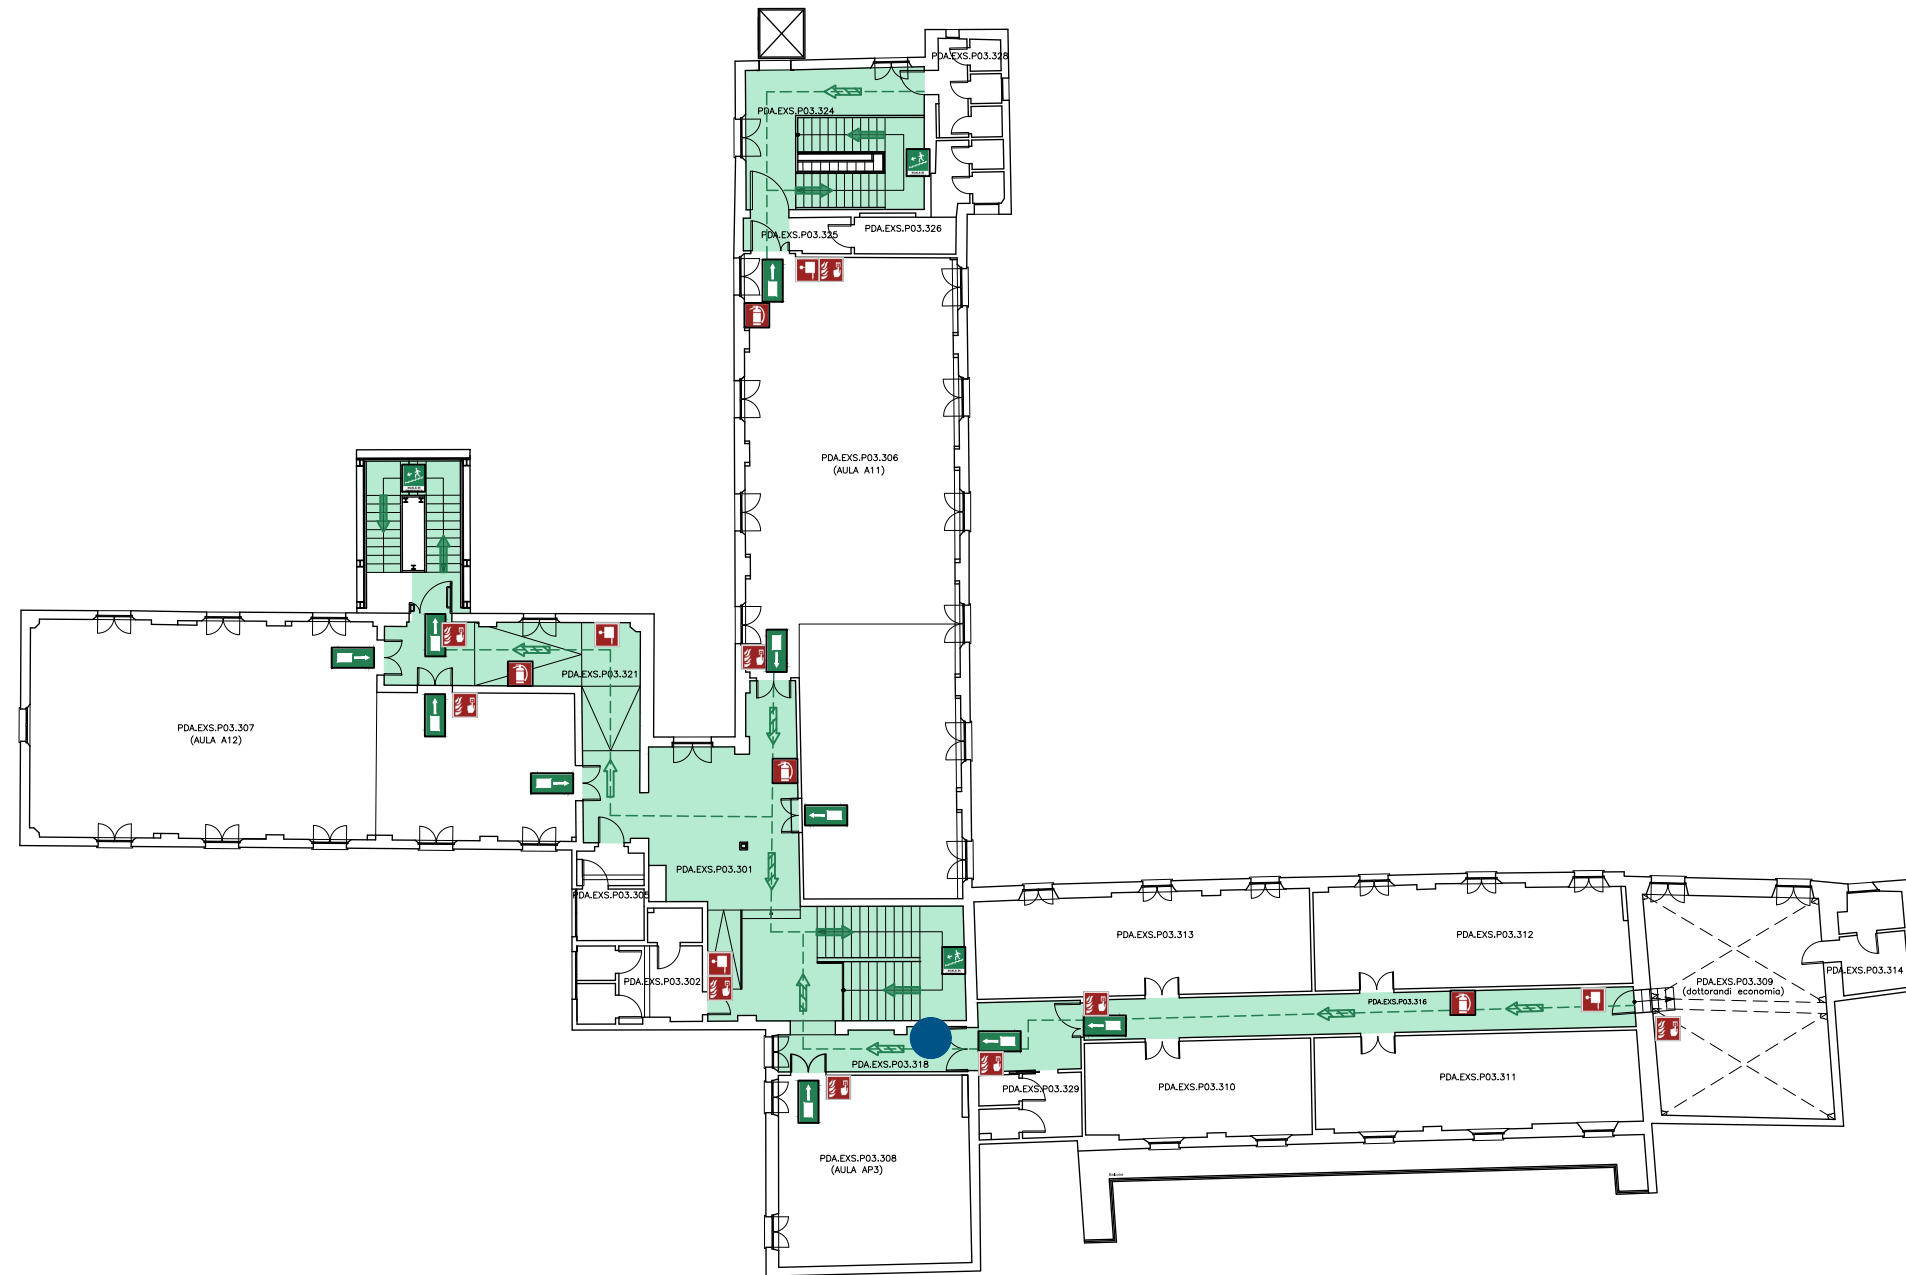 PDA.EXS.P03.328
PDA.EXS.P03.324
PDA.EXS.P03.325
PDA.EXS.P03.326
PDA.EXS.P03.306
(AULA A11)
PDA.EXS.P03.321
PDA.EXS.P03.307
(AULA A12)
PDA.EXS.P03.301
PDA.EXS.P03.305
PDA.EXS.P03.302
PDA.EXS.P03.313
PDA.EXS.P03.312
PDA.EXS.P03.314
PDA.EXS.P03.309
(dottorandi economia)
PDA.EXS.P03.316
PDA.EXS.P03.318
PDA.EXS.P03.329
PDA.EXS.P03.310
PDA.EXS.P03.311
PDA.EXS.P03.308
(AULA AP3)